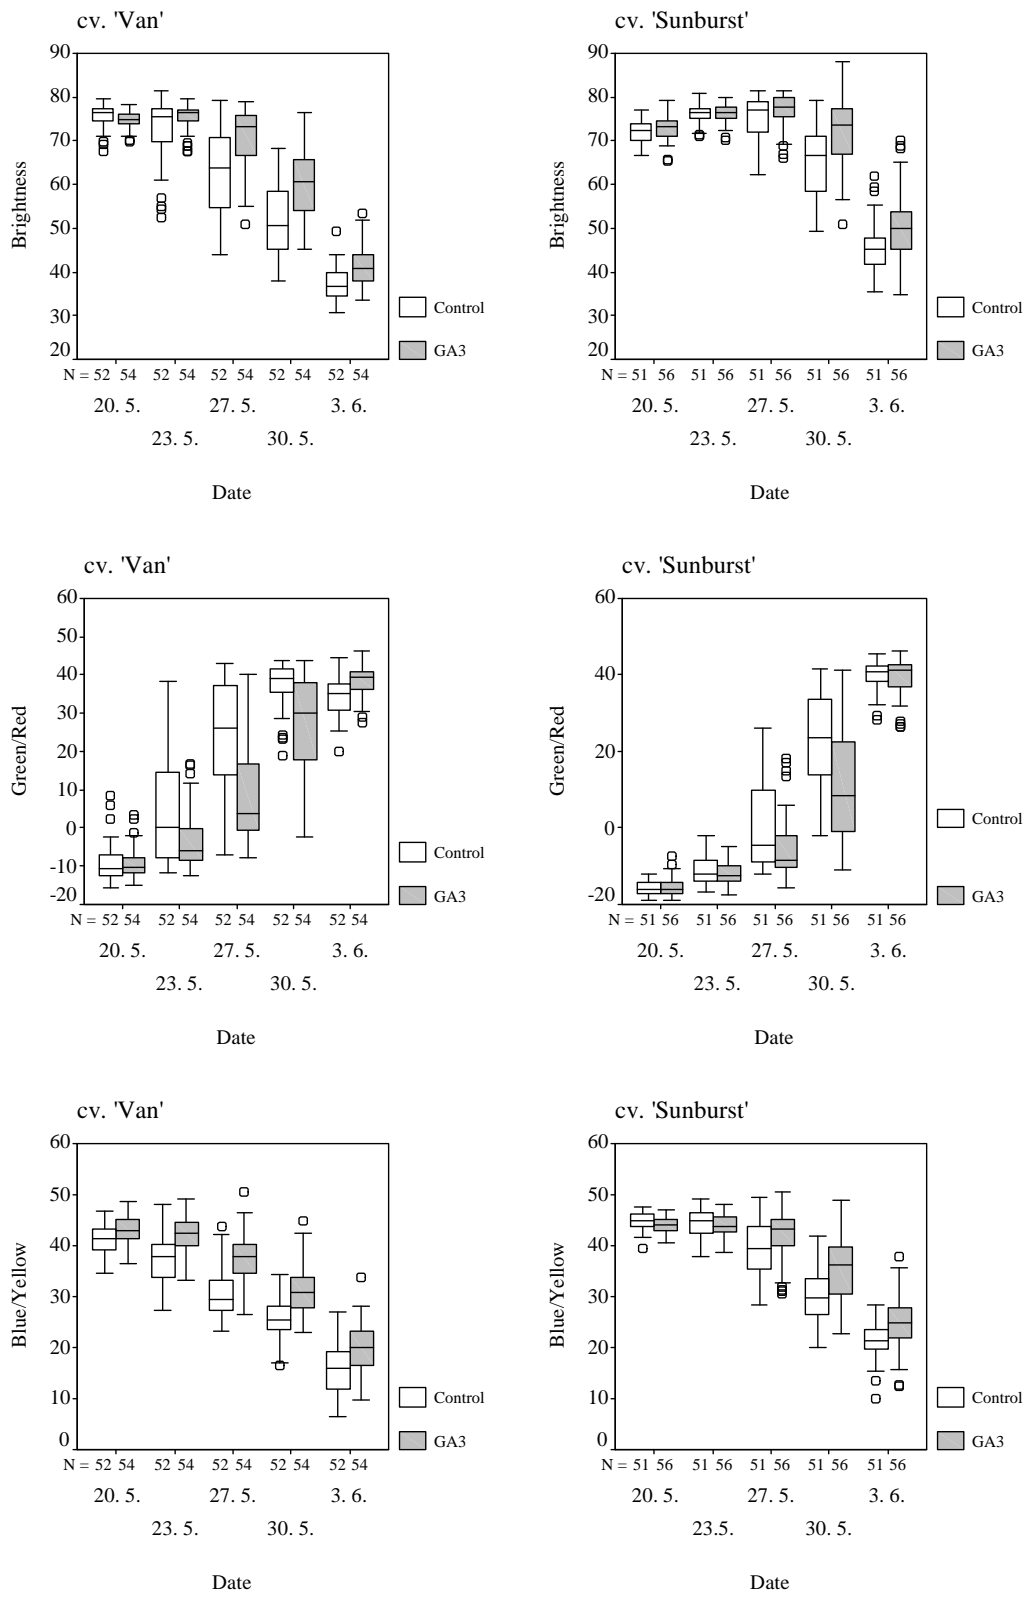 cv. 'Van'
90
80
70
60
50
40
30
20
Brightness
Control
GA3
N = 52 54 52 54 52 54 52 54 52 54
20. 5. 27. 5. 3. 6.
23. 5. 30. 5.
Date
cv. 'Sunburst'
90
80
70
60
50
40
30
20
Brightness
Control
GA3
N = 51 56 51 56 51 56 51 56 51 56
20. 5. 27. 5. 3. 6.
23. 5. 30. 5.
Date
cv. 'Van'
60
50
40
30
20
10
0
-10
-20
Green/Red
Control
GA3
N = 52 54 52 54 52 54 52 54 52 54
20. 5. 27. 5. 3. 6.
23. 5. 30. 5.
Date
cv. 'Sunburst'
60
40
20
0
-20
Green/Red
Control
GA3
N = 51 56 51 56 51 56 51 56 51 56
20. 5. 27. 5. 3. 6.
23. 5. 30. 5.
Date
cv. 'Van'
60
50
40
30
20
10
0
Blue/Yellow
Control
GA3
N = 52 54 52 54 52 54 52 54 52 54
20. 5. 27. 5. 3. 6.
23. 5. 30. 5.
Date
cv. 'Sunburst'
60
50
40
30
20
10
0
Blue/Yellow
Control
GA3
N = 51 56 51 56 51 56 51 56 51 56
20. 5. 27. 5. 3. 6.
23.5. 30. 5.
Date